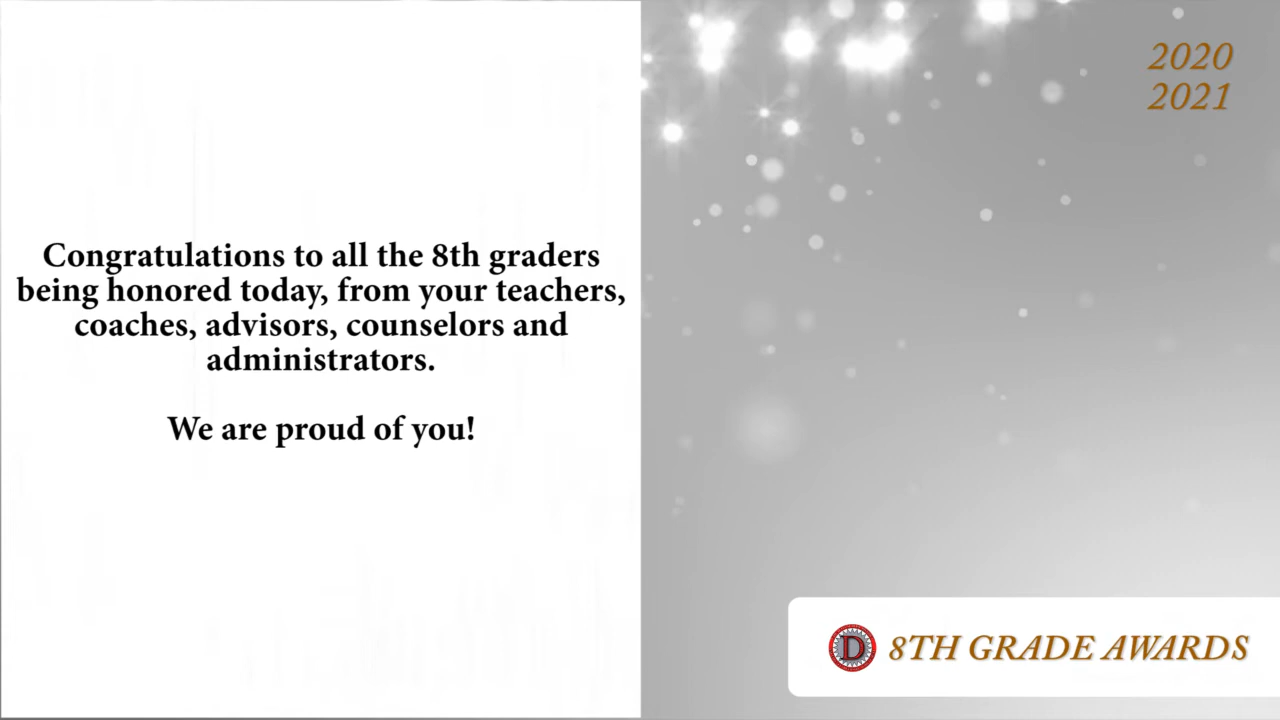 Congratulations to all the 8th graders
being honored today, from your teachers,
coaches, advisors, counselors and
administrators.
We are proud of you!
2020
2021
D
8TH GRADE AWARDS